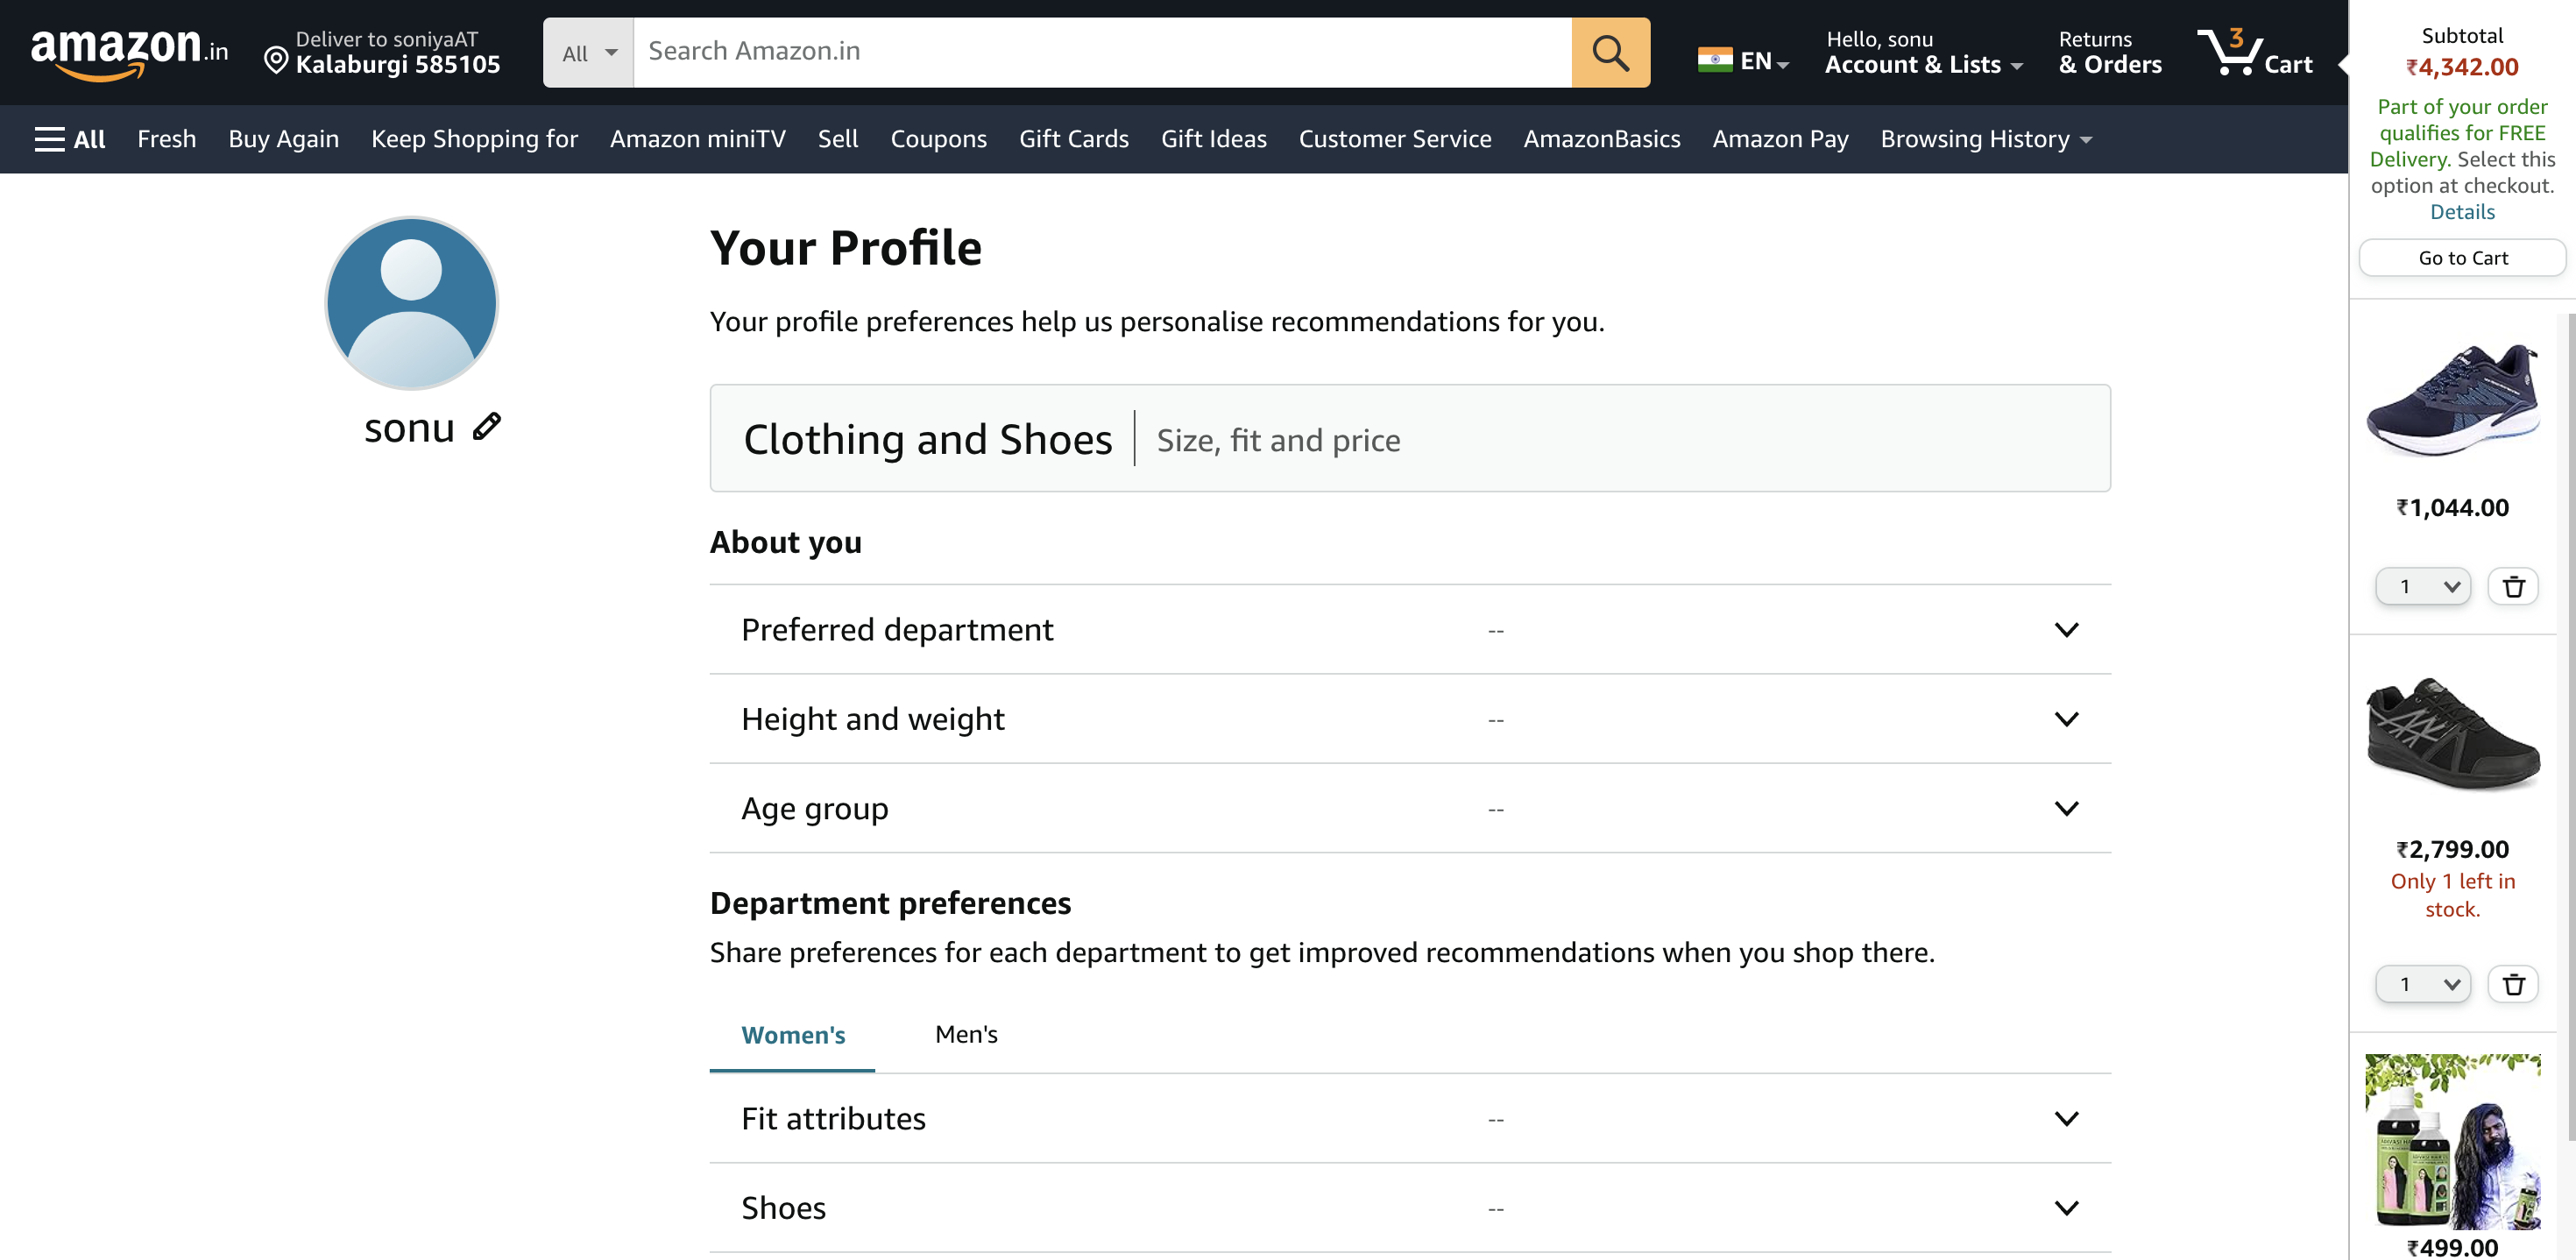 amazon.in
Deliver to soniyaAT
Kalaburgi 585105
All
Search Amazon.in
EN
Hello, sonu
Account & Lists
Returns
& Orders
3
Cart
All
Fresh
Buy Again
Keep Shopping for
Amazon miniTV
Sell
Coupons
Gift Cards
Gift Ideas
Customer Service
AmazonBasics
Amazon Pay
Browsing History
sonu
Your Profile
Your profile preferences help us personalise recommendations for you.
Clothing and Shoes
Size, fit and price
About you
Preferred department
--
Height and weight
--
Age group
--
Department preferences
Share preferences for each department to get improved recommendations when you shop there.
Women's
Men's
Fit attributes
--
Shoes
--
Subtotal
₹4,342.00
Part of your order
qualifies for FREE
Delivery. Select this
option at checkout.
Details
Go to Cart
₹1,044.00
1
₹2,799.00
Only 1 left in
stock.
1
₹499.00